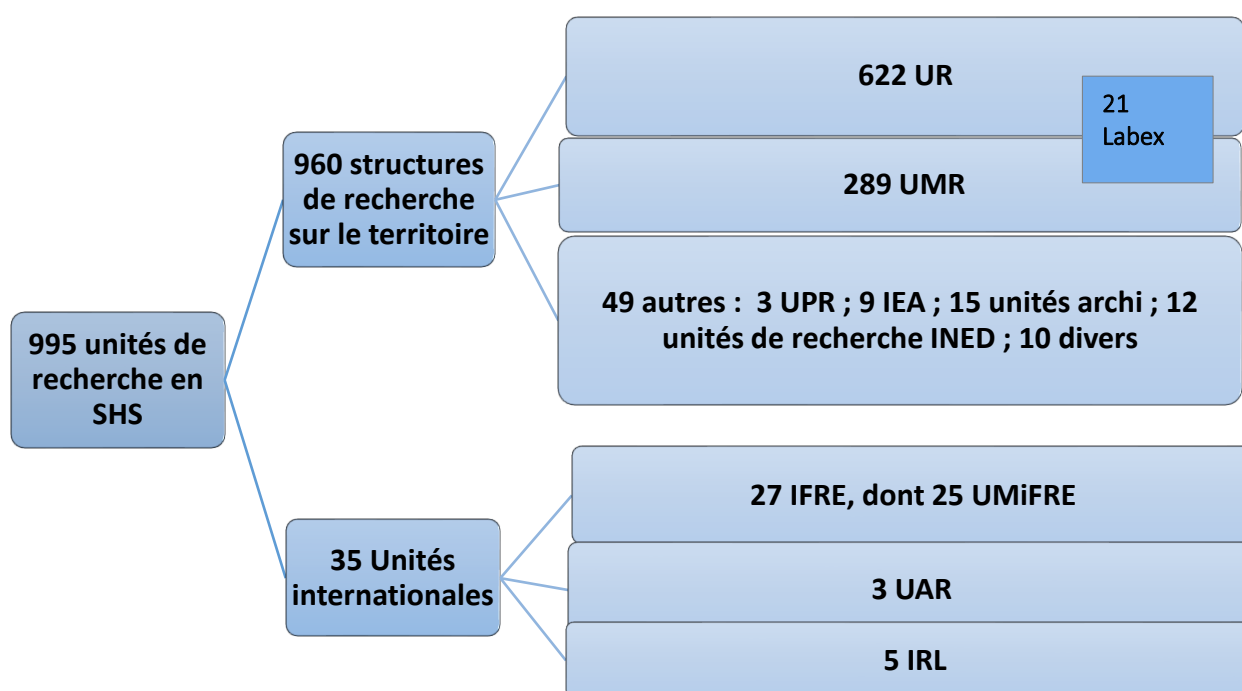 995 unités de
recherche en
SHS
960 structures
de recherche
sur le territoire
622 UR
21
Labex
289 UMR
49 autres : 3 UPR ; 9 IEA ; 15 unités archi ; 12
unités de recherche INED ; 10 divers
35 Unités
internationales
27 IFRE, dont 25 UMiFRE
3 UAR
5 IRL